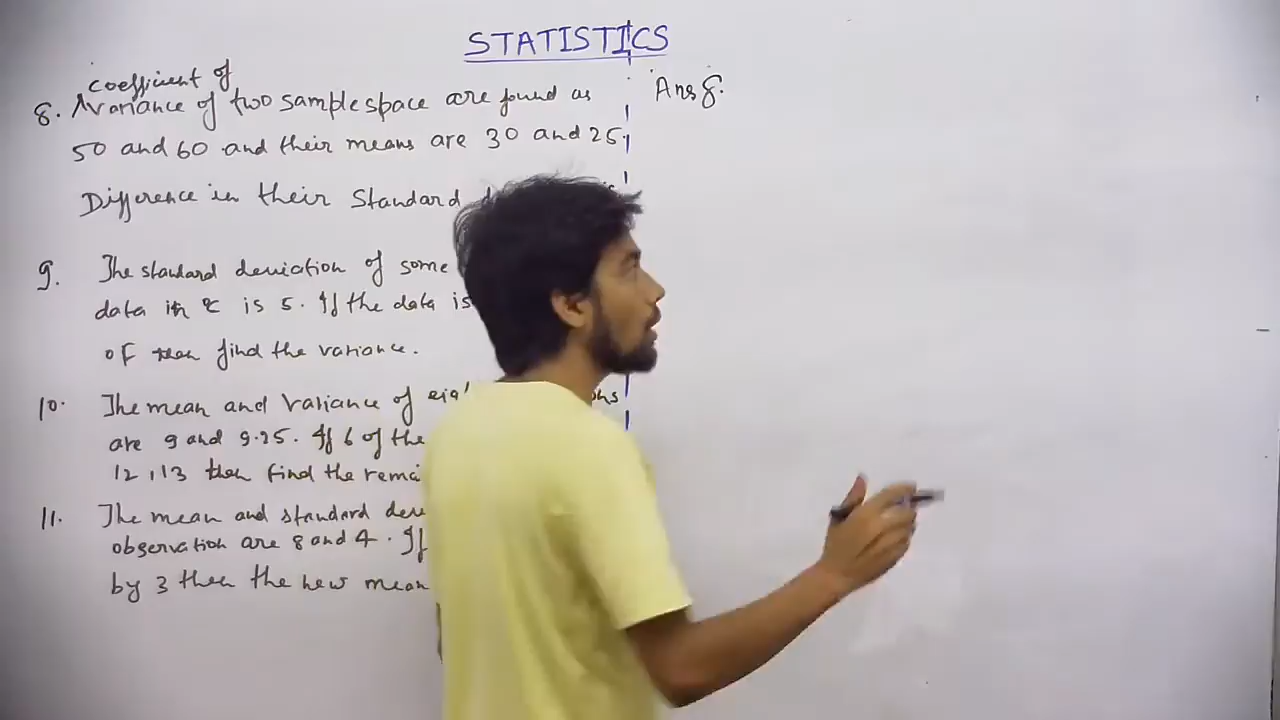 STATISTICS
coefficient of
8. Variance of two sample space are found as
50 and 60 and their means are 30 and 25
Difference in their Standard
9. The standard deviation of some
data in °C is 5. If the data is
oF then find the variance.
10. The mean and Variance of
are 9 and 9.25. If 6 of the
12, 13 then find the
11. The mean and standard
observation are 8 and 4. If
by 3 then the new mean
Ans 8.